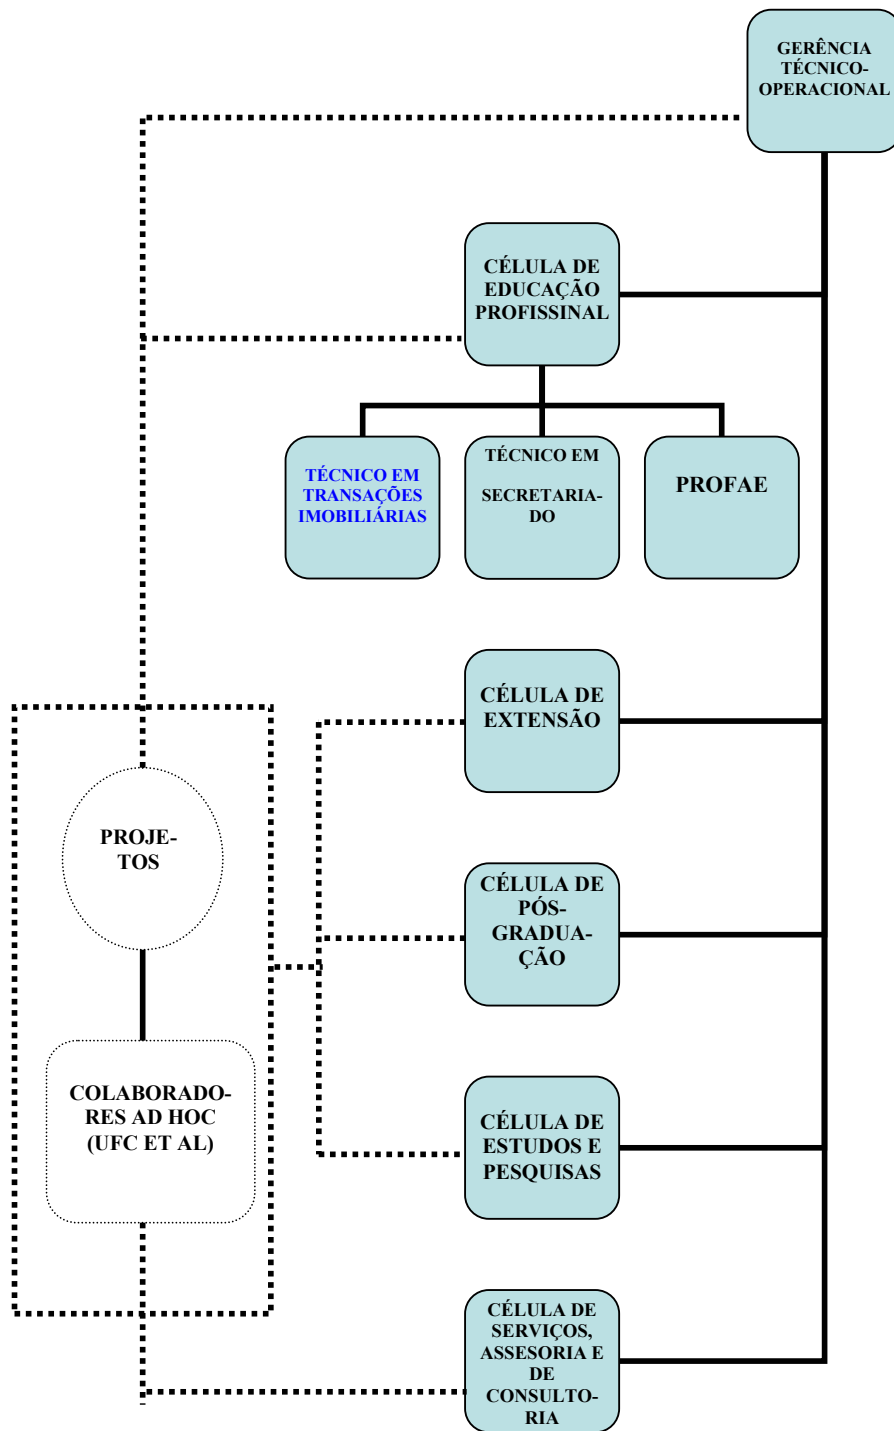 GERÊNCIA
TÉCNICO-
OPERACIONAL
CÉLULA DE
EDUCAÇÃO
PROFISSINAL
TÉCNICO EM
TRANSAÇÕES
IMOBILIÁRIAS
TÉCNICO EM
SECRETARIA-
DO
PROFAE
CÉLULA DE
EXTENSÃO
PROJE-
TOS
CÉLULA DE
PÓS-
GRADUA-
ÇÃO
COLABORADO-
RES AD HOC
(UFC ET AL)
CÉLULA DE
ESTUDOS E
PESQUISAS
CÉLULA DE
SERVIÇOS,
ASSESORIA E
DE
CONSULTO-
RIA